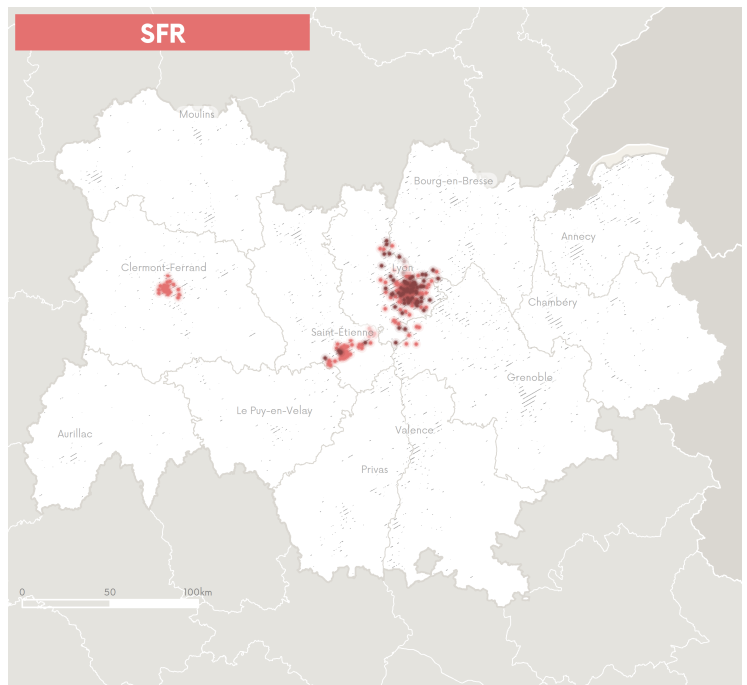 SFR
Moulins
Bourg-en-Bresse
Annecy
Clermont-Ferrand
Lyon
Chambéry
Saint-Étienne
Grenoble
Le Puy-en-Velay
Aurillac
Valence
Privas
0 50 100km